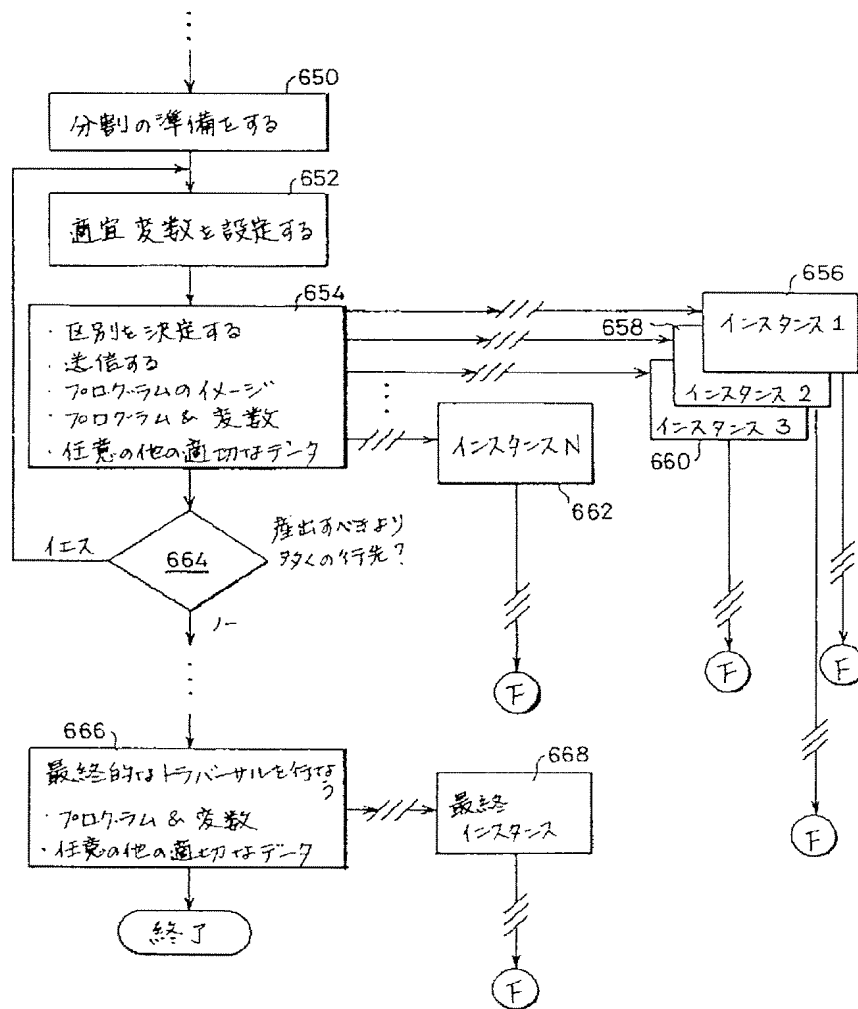 650
分割の準備をする
652
適宜 変数を設定する
654
・区別を決定する
・送信する
・プログラムのイメージ
・プログラム & 変数
・任意の他の適切なデータ
656
インスタンス 1
658
インスタンス 2
インスタンス 3
660
インスタンス N
662
イエス
664
産出すべきより
多くの行先?
ノー
F
F
F
F
666
最終的なトラバーサルを行なう
・プログラム & 変数
・任意の他の適切なデータ
668
最終
インスタンス
終了
F